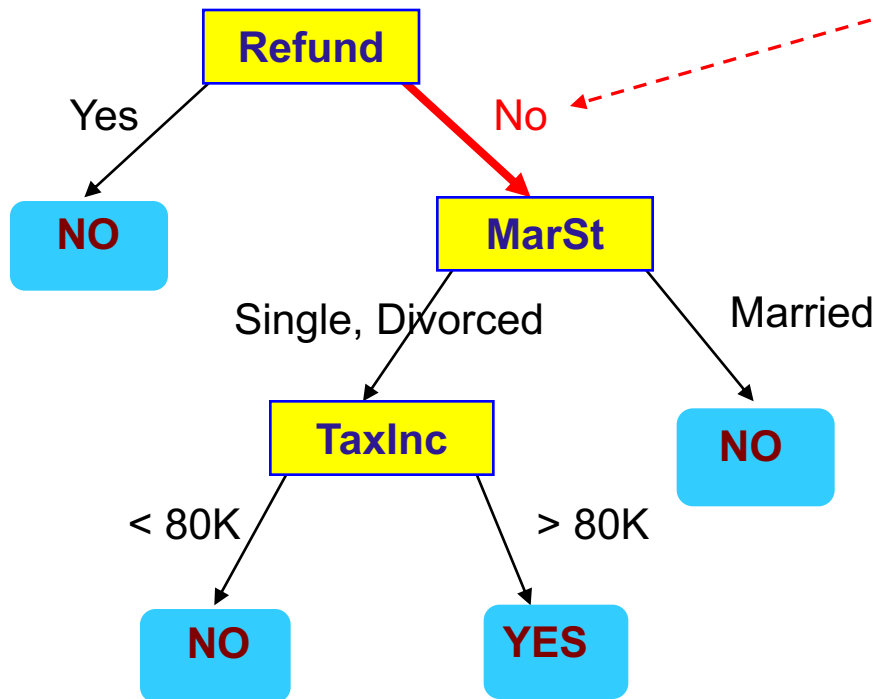 Refund
Yes
No
NO
MarSt
Single, Divorced
Married
TaxInc
NO
< 80K
> 80K
NO
YES